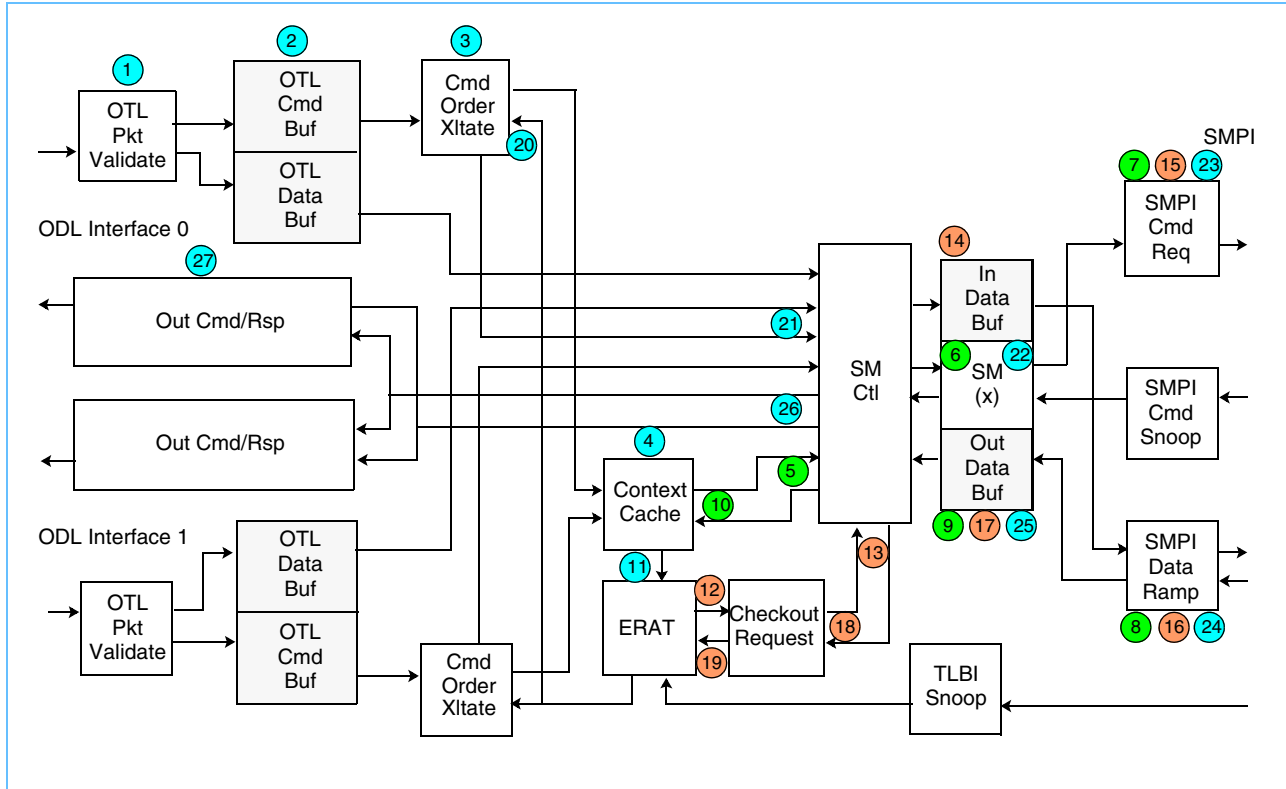 1
2
3
OTL
Pkt
Validate
OTL
Cmd
Buf
OTL
Data
Buf
Cmd
Order
Xltate
20
ODL Interface 0
27
Out Cmd/Rsp
Out Cmd/Rsp
ODL Interface 1
OTL
Pkt
Validate
OTL
Data
Buf
OTL
Cmd
Buf
Cmd
Order
Xltate
21
26
4
Context
Cache
5
10
11
ERAT
12
19
Checkout
Request
13
18
SM
Ctl
14
In
Data
Buf
6
22
SM
(x)
Out
Data
Buf
9
17
25
SMPI
7
15
23
SMPI
Cmd
Req
SMPI
Cmd
Snoop
SMPI
Data
Ramp
8
16
24
TLBI
Snoop